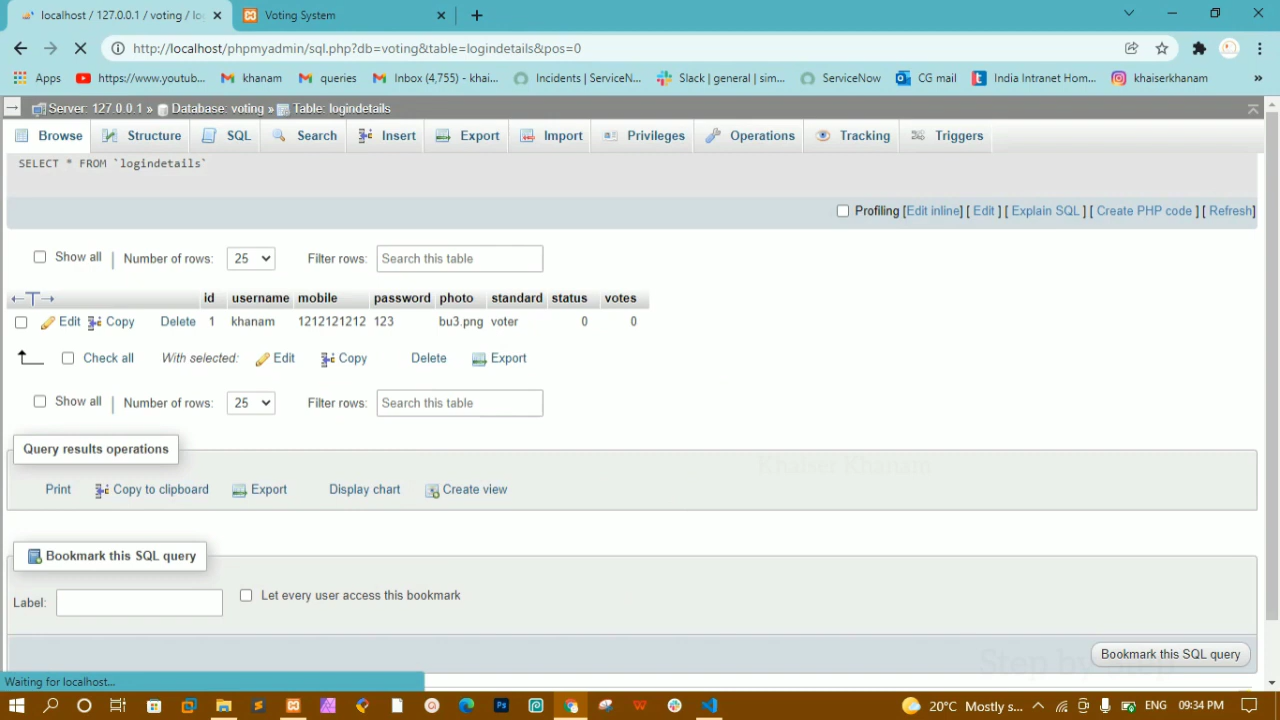 localhost / 127.0.0.1 / voting / lo
Voting System
http://localhost/phpmyadmin/sql.php?db=voting&table=logindetails&pos=0
Apps https://www.youtub... khanam queries Inbox (4,755) - khai... Incidents | ServiceN... Slack | general | sim... ServiceNow CG mail India Intranet Hom... khaiserkhanam »
Server: 127.0.0.1 » Database: voting » Table: logindetails
Browse Structure SQL Search Insert Export Import Privileges Operations Tracking Triggers
SELECT * FROM `logindetails`
Profiling [Edit inline] [ Edit ] [ Explain SQL ] [ Create PHP code ] [ Refresh]
Show all | Number of rows: 25 Filter rows: Search this table
←T→ id username mobile password photo standard status votes
Edit Copy Delete 1 khanam 1212121212 123 bu3.png voter 0 0
Check all With selected: Edit Copy Delete Export
Show all | Number of rows: 25 Filter rows: Search this table
Query results operations
Khaiser Khanam
Print Copy to clipboard Export Display chart Create view
Bookmark this SQL query
Label: Let every user access this bookmark
Bookmark this SQL query
Step by step
Waiting for localhost...
20°C Mostly s... ENG 09:34 PM